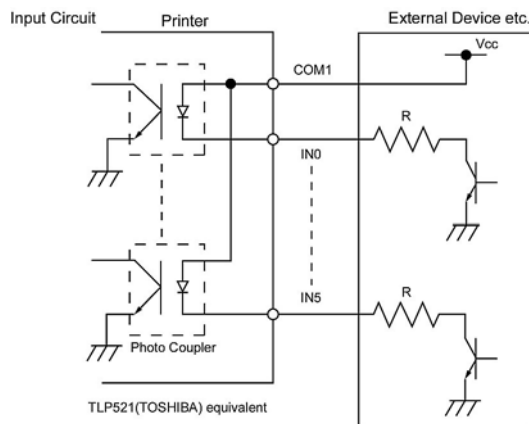 Input Circuit
Printer
External Device etc.
Vcc
COM1
R
IN0
R
IN5
Photo Coupler
TLP521(TOSHIBA) equivalent